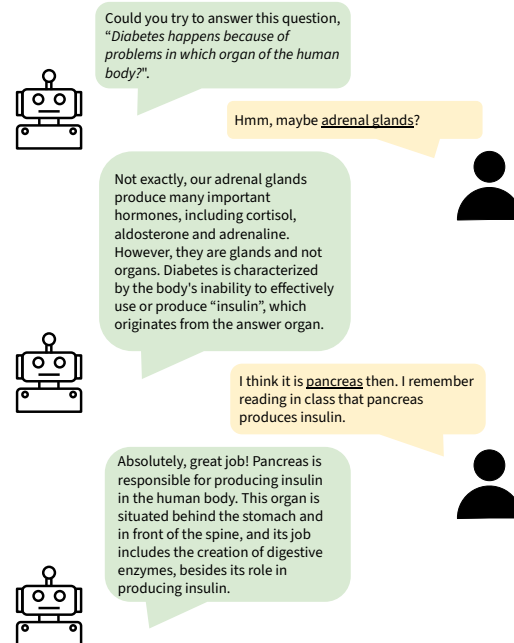 Could you try to answer this question,
“Diabetes happens because of
problems in which organ of the human
body?".
Hmm, maybe adrenal glands?
Not exactly, our adrenal glands
produce many important
hormones, including cortisol,
aldosterone and adrenaline.
However, they are glands and not
organs. Diabetes is characterized
by the body's inability to effectively
use or produce “insulin”, which
originates from the answer organ.
I think it is pancreas then. I remember
reading in class that pancreas
produces insulin.
Absolutely, great job! Pancreas is
responsible for producing insulin
in the human body. This organ is
situated behind the stomach and
in front of the spine, and its job
includes the creation of digestive
enzymes, besides its role in
producing insulin.